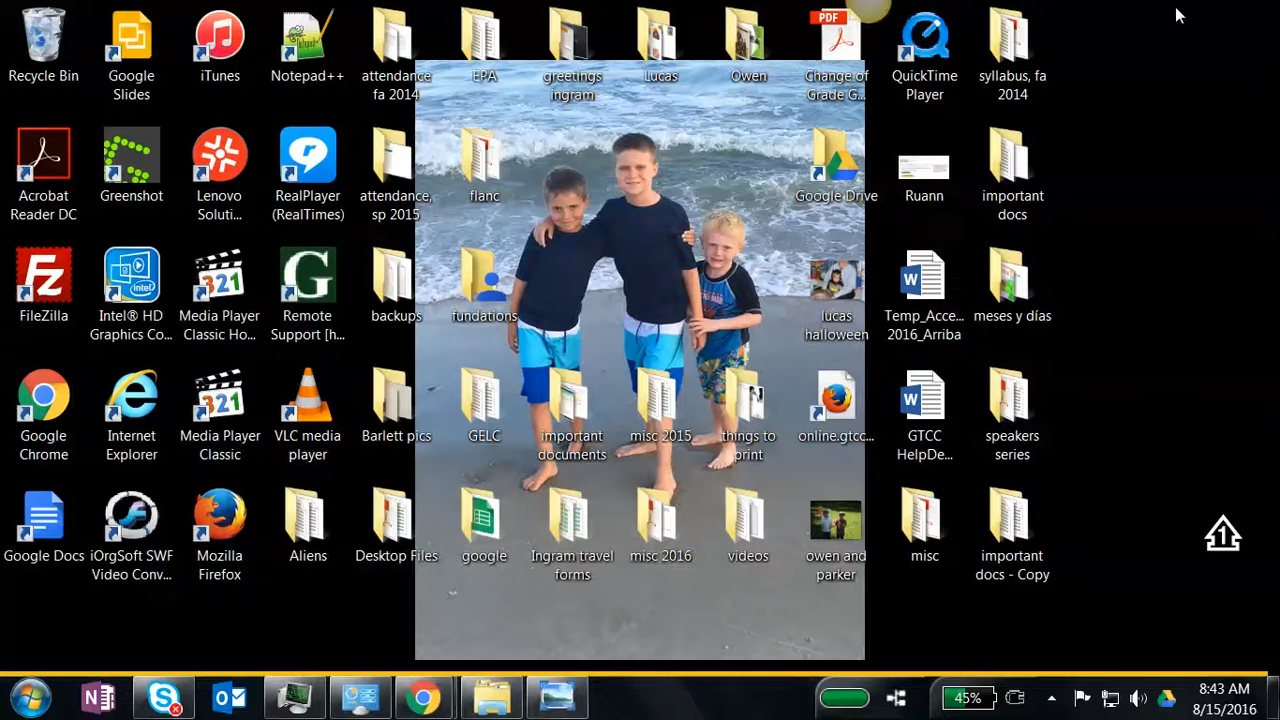 Recycle Bin
Google Slides
iTunes
Notepad++
attendance fa 2014
EPA
greetings ingram
Lucas
Owen
PDF
Change of Grade G...
QuickTime Player
syllabus, fa 2014
Acrobat Reader DC
Greenshot
Lenovo Soluti...
RealPlayer (RealTimes)
attendance, sp 2015
flanc
Google Drive
Ruann
important docs
FileZilla
Intel® HD Graphics Co...
Media Player Classic Ho...
Remote Support [h...
backups
fundations
lucas halloween
Temp_Acce... 2016_Arriba
meses y días
Google Chrome
Internet Explorer
Media Player Classic
VLC media player
Barlett pics
GELC
important documents
misc 2015
things to print
online.gtcc...
GTCC HelpDe...
speakers series
Google Docs
iOrgSoft SWF Video Conv...
Mozilla Firefox
Aliens
Desktop Files
google
Ingram travel forms
misc 2016
videos
owen and parker
misc
important docs - Copy
1
45%
8:43 AM
8/15/2016